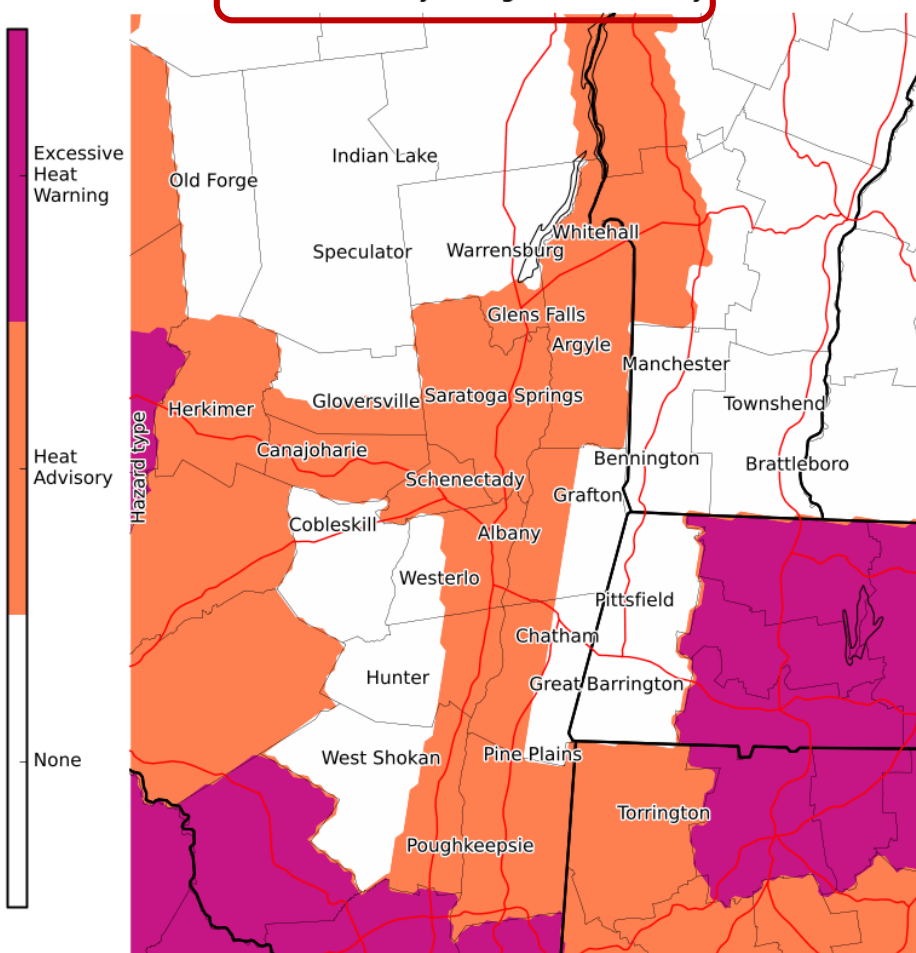 Excessive
Heat
Warning
Heat
Advisory
None
Hazard type
Indian Lake
Old Forge
Whitehall
Speculator
Warrensburg
Glens Falls
Argyle
Manchester
Gloversville
Saratoga Springs
Townshend
Herkimer
Canajoharie
Bennington
Brattleboro
Schenectady
Grafton
Cobleskill
Albany
Westerlo
Pittsfield
Chatham
Hunter
Great Barrington
West Shokan
Pine Plains
Torrington
Poughkeepsie